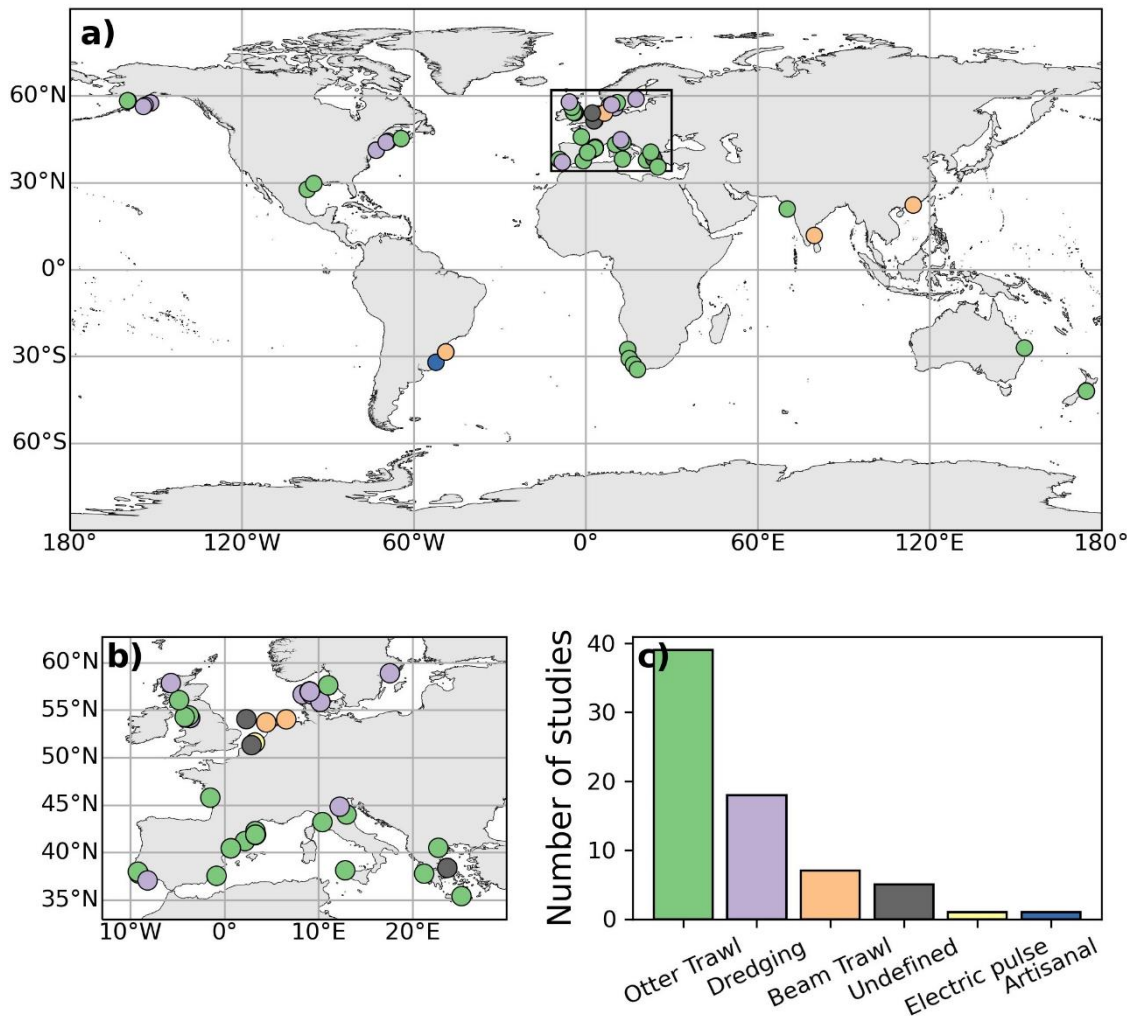 a)
60°N
30°N
0°
30°S
60°S
180° 120°W 60°W 0° 60°E 120°E 180°
b)
60°N
55°N
50°N
45°N
40°N
35°N
10°W 0° 10°E 20°E
c)
Number of studies
40
30
20
10
0
Otter Trawl
Dredging
Beam Trawl
Undefined
Electric pulse
Artisanal